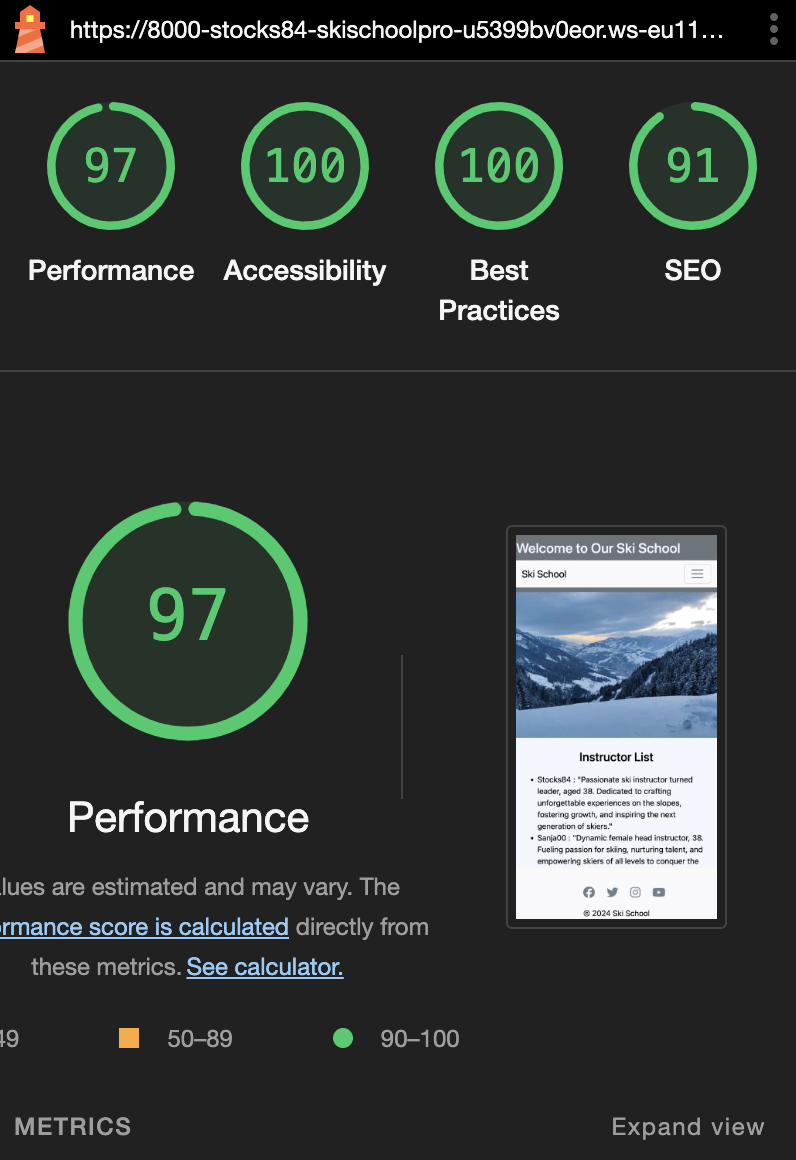 https://8000-stocks84-skischoolpro-u5399bv0eor.ws-eu11…
97
100
100
91
Performance
Accessibility
Best
Practices
SEO
97
Performance
lues are estimated and may vary. The
ormance score is calculated directly from
these metrics. See calculator.
49
50–89
90–100
Welcome to Our Ski School
Ski School
Instructor List
• Stocks84 : "Passionate ski instructor turned
leader, aged 38. Dedicated to crafting
unforgettable experiences on the slopes,
fostering growth, and inspiring the next
generation of skiers."
• Sanja00 : "Dynamic female head instructor, 38.
Fueling passion for skiing, nurturing talent, and
empowering skiers of all levels to conquer the
© 2024 Ski School
METRICS
Expand view